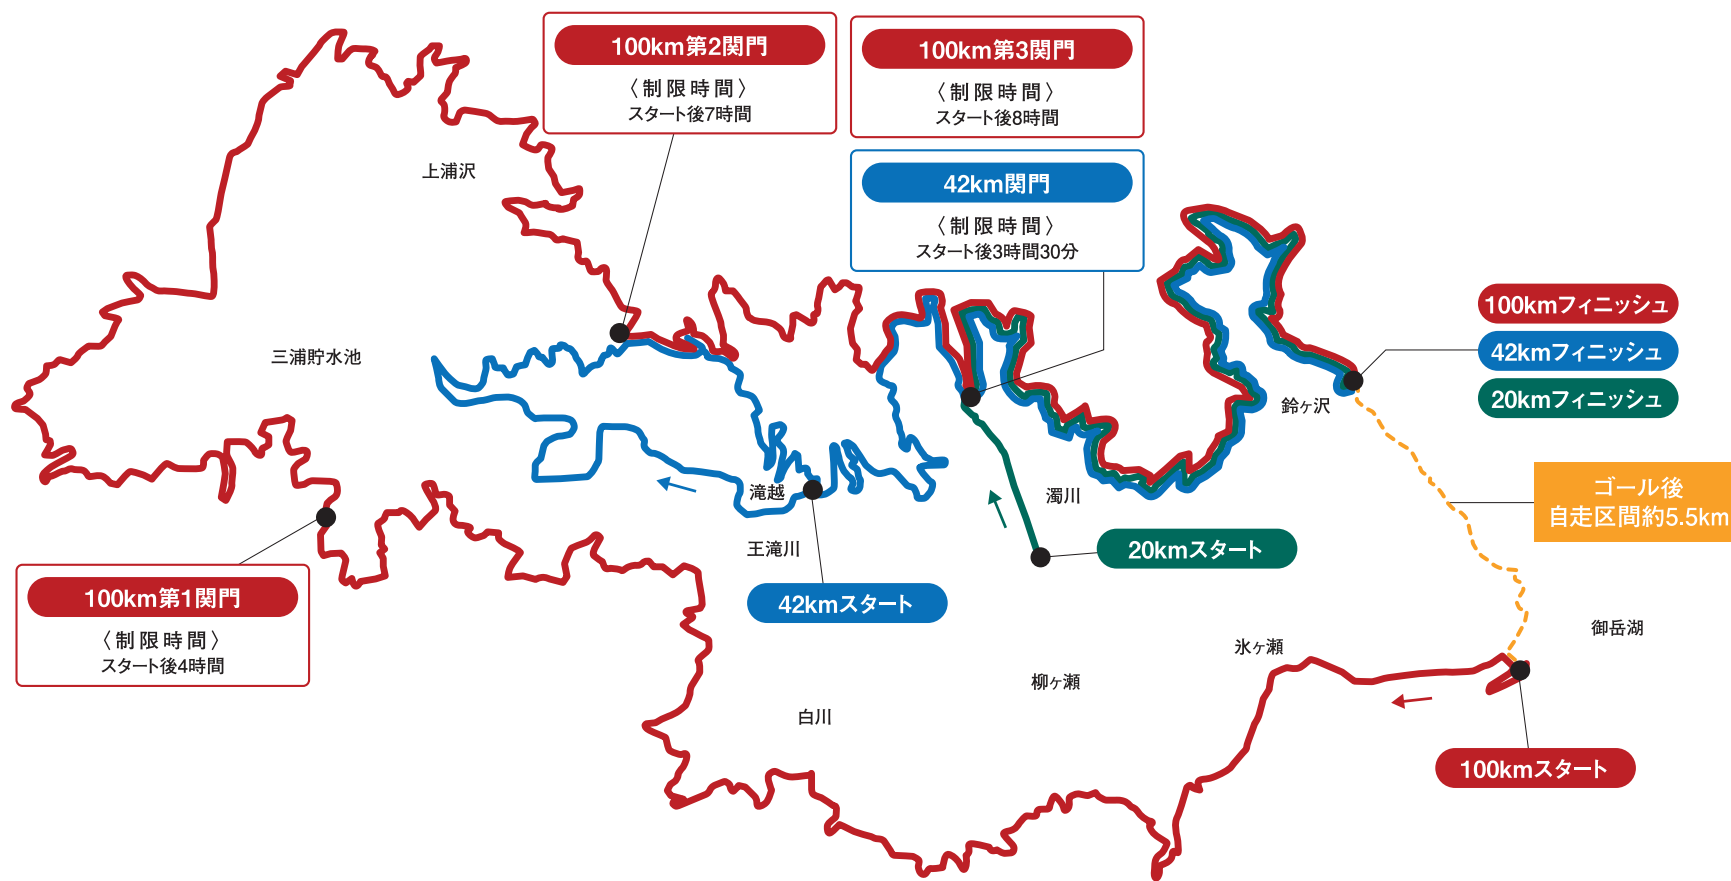 100km第2関門
〈制限時間〉
スタート後7時間
100km第3関門
〈制限時間〉
スタート後8時間
42km関門
〈制限時間〉
スタート後3時間30分
上浦沢
三浦貯水池
100kmフィニッシュ
42kmフィニッシュ
20kmフィニッシュ
鈴ヶ沢
ゴール後
自走区間約5.5km
滝越
濁川
王滝川
20kmスタート
42kmスタート
100km第1関門
〈制限時間〉
スタート後4時間
御岳湖
氷ヶ瀬
柳ヶ瀬
白川
100kmスタート